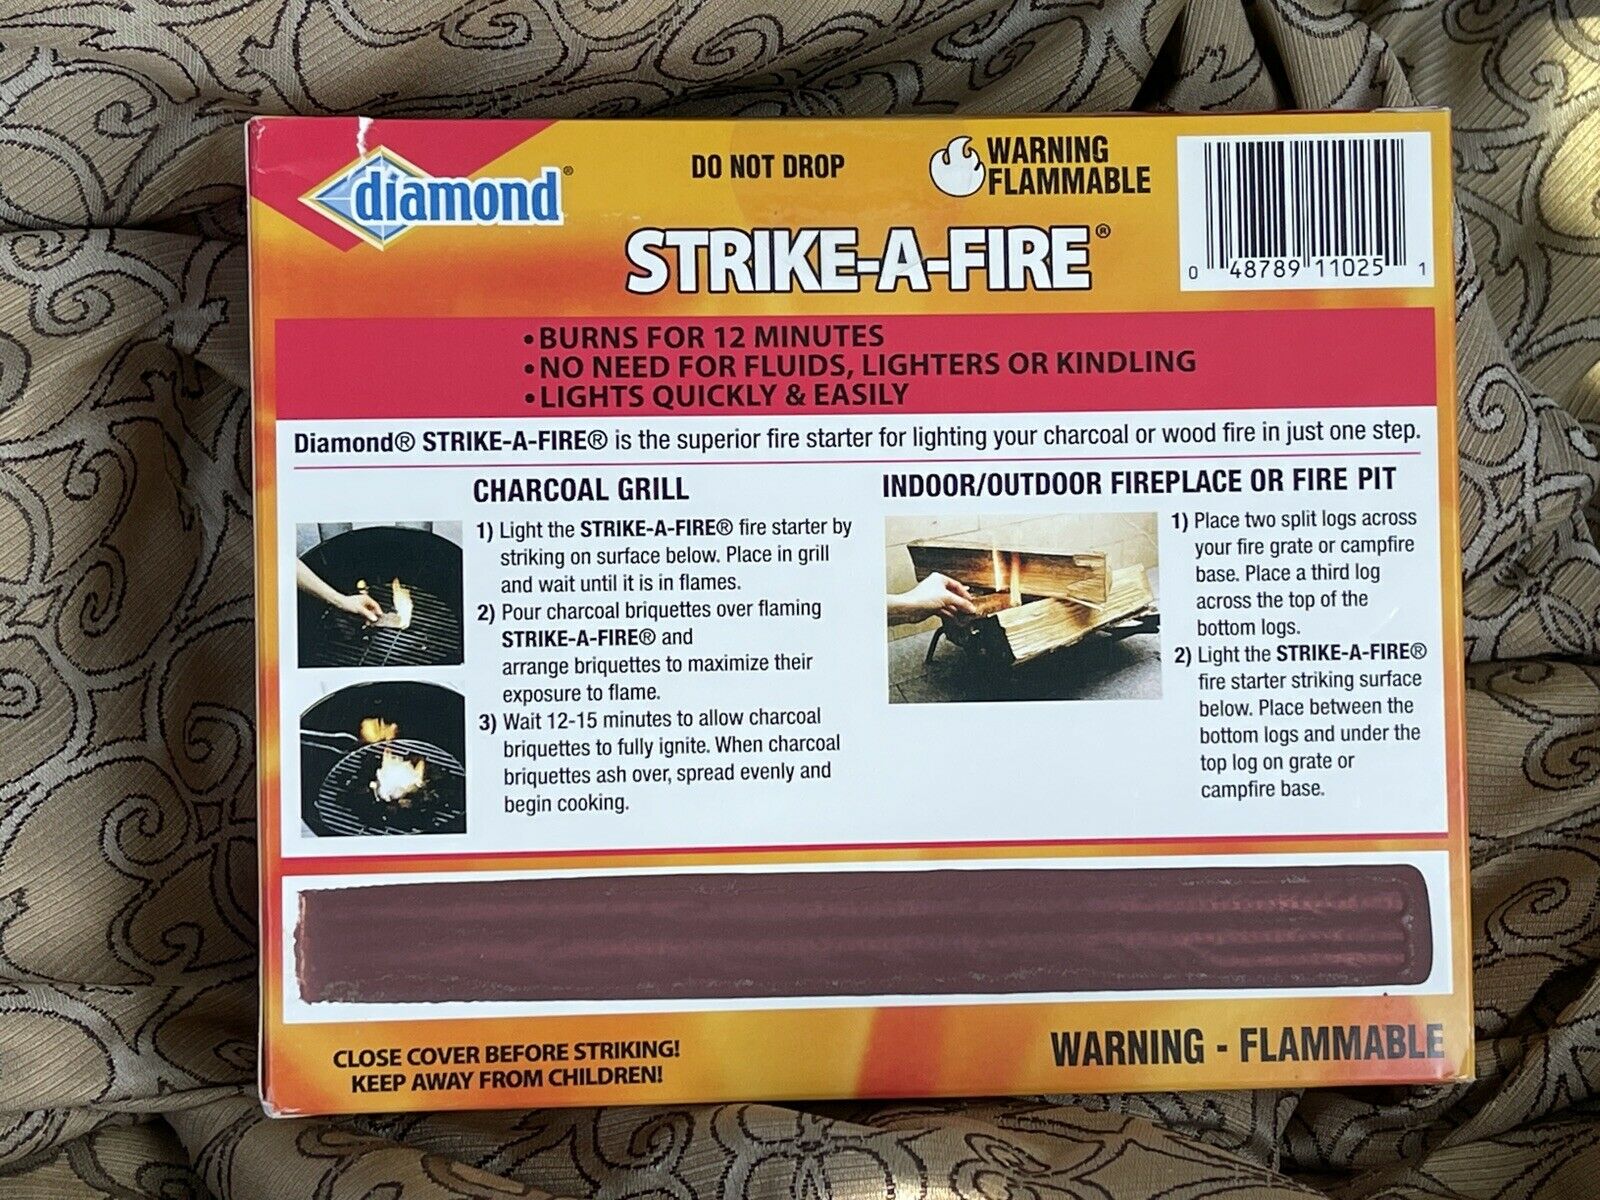 diamond®
DO NOT DROP
WARNING
FLAMMABLE
STRIKE-A-FIRE®
0 48789 11025 1
•BURNS FOR 12 MINUTES
•NO NEED FOR FLUIDS, LIGHTERS OR KINDLING
•LIGHTS QUICKLY & EASILY
Diamond® STRIKE-A-FIRE® is the superior fire starter for lighting your charcoal or wood fire in just one step.
CHARCOAL GRILL
1) Light the STRIKE-A-FIRE® fire starter by
striking on surface below. Place in grill
and wait until it is in flames.
2) Pour charcoal briquettes over flaming
STRIKE-A-FIRE® and
arrange briquettes to maximize their
exposure to flame.
3) Wait 12-15 minutes to allow charcoal
briquettes to fully ignite. When charcoal
briquettes ash over, spread evenly and
begin cooking.
INDOOR/OUTDOOR FIREPLACE OR FIRE PIT
1) Place two split logs across
your fire grate or campfire
base. Place a third log
across the top of the
bottom logs.
2) Light the STRIKE-A-FIRE®
fire starter striking surface
below. Place between the
bottom logs and under the
top log on grate or
campfire base.
CLOSE COVER BEFORE STRIKING!
KEEP AWAY FROM CHILDREN!
WARNING - FLAMMABLE